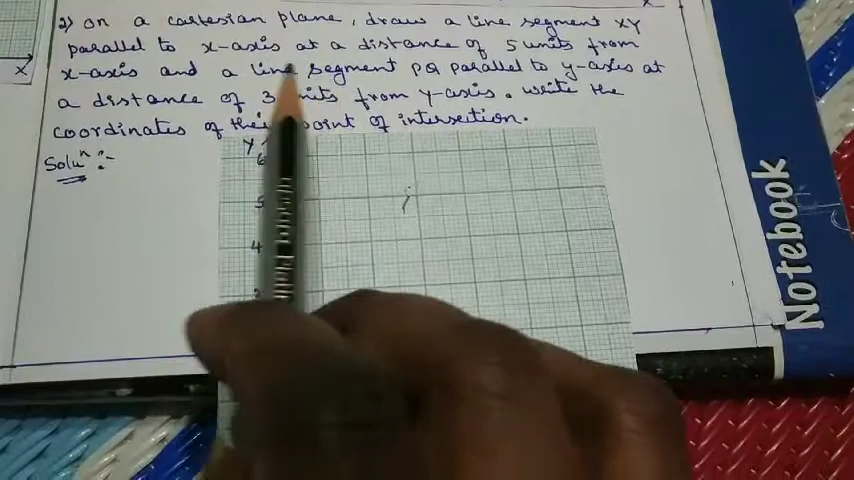 2) On a cartesian plane, draw a line segment XY
parallel to x-axis at a distance of 5 units from
x-axis and a line segment PQ parallel to y-axis at
a distance of 3 units from y-axis. write the
coordinates of their point of intersection.
Soluⁿ :-
Y
6
5
4
X
Notebook